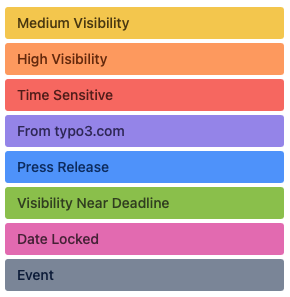 Medium Visibility
High Visibility
Time Sensitive
From typo3.com
Press Release
Visibility Near Deadline
Date Locked
Event